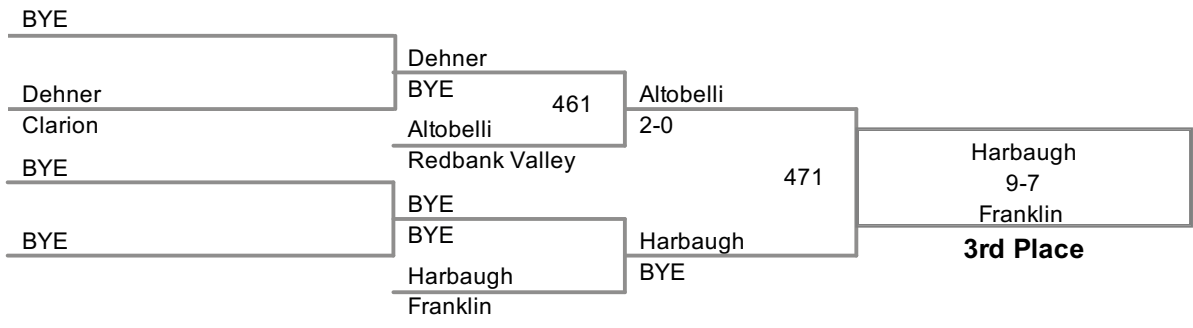 BYE
Dehner
BYE
Dehner
Clarion
461
Altobelli
2-0
Altobelli
Redbank Valley
BYE
471
Harbaugh
9-7
Franklin
3rd Place
BYE
BYE
BYE
Harbaugh
BYE
Harbaugh
Franklin